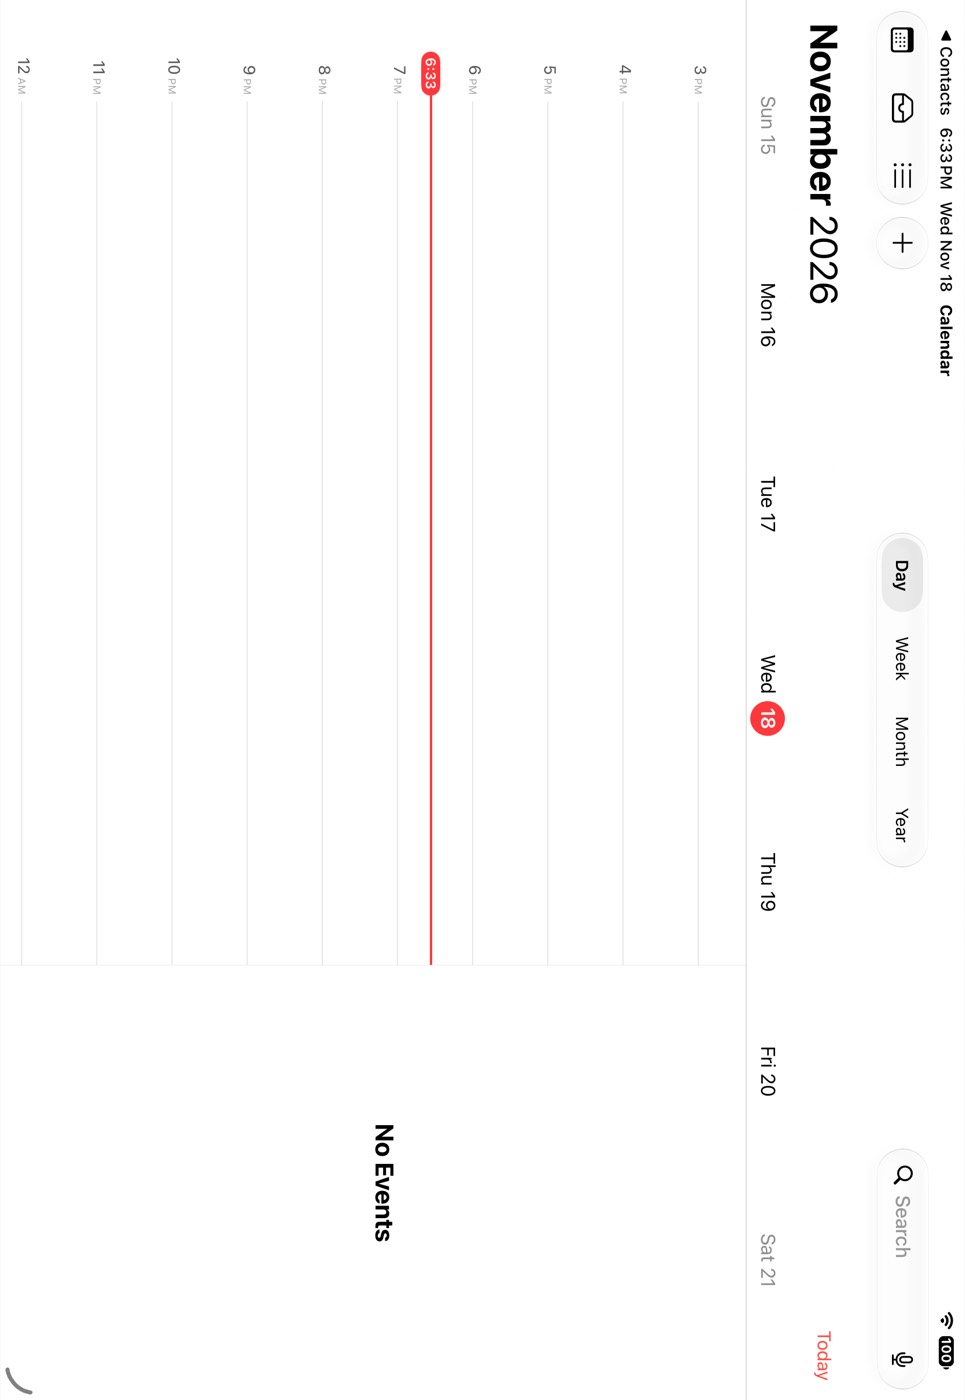 ◀ Contacts 6:33 PM Wed Nov 18 Calendar 100
Day Week Month Year Search
November 2026 Today
Sun 15 Mon 16 Tue 17 Wed 18 Thu 19 Fri 20 Sat 21
3 PM
4 PM
5 PM
6 PM
6:33
7 PM
No Events
8 PM
9 PM
10 PM
11 PM
12 AM